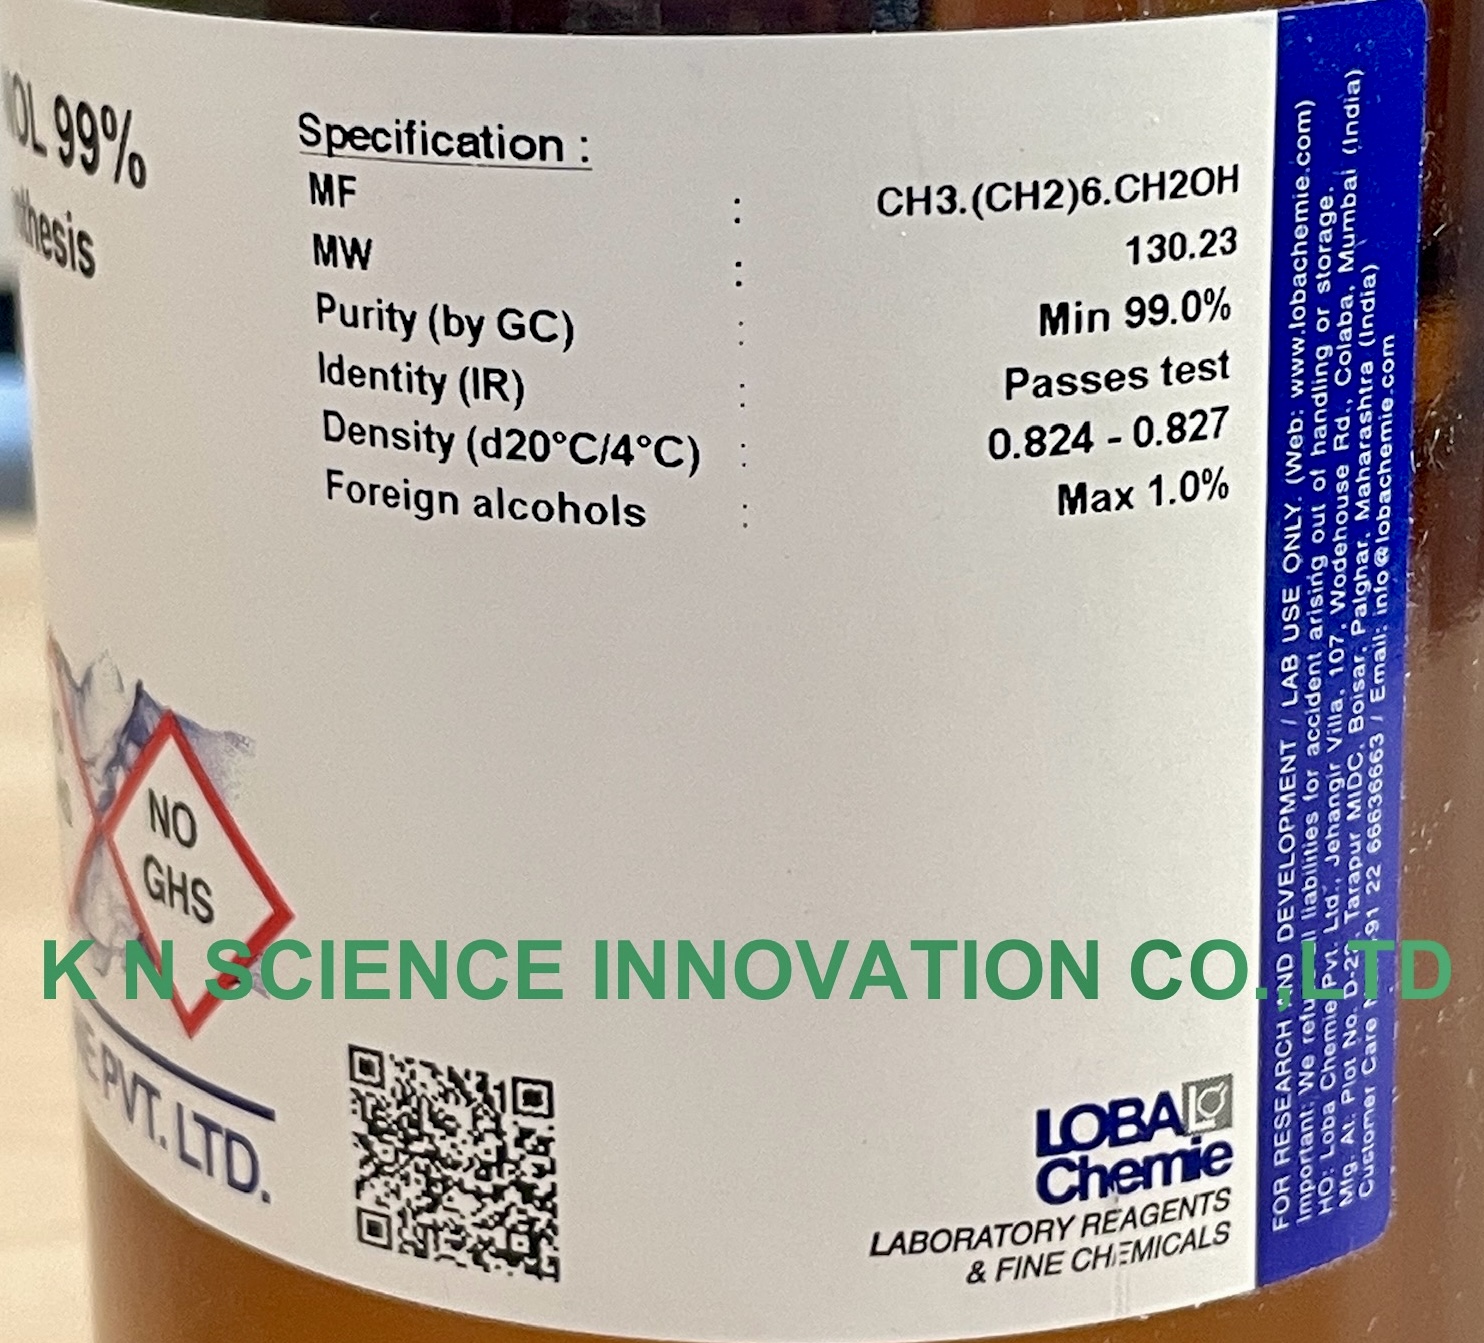 OL 99%
nthesis
Specification :
MF : CH3.(CH2)6.CH2OH
MW : 130.23
Purity (by GC) : Min 99.0%
Identity (IR) : Passes test
Density (d20°C/4°C) : 0.824 - 0.827
Foreign alcohols : Max 1.0%
NO
GHS
K N SCIENCE INNOVATION CO.,LTD
E PVT. LTD.
LOBA
Chemie
LABORATORY REAGENTS
& FINE CHEMICALS
FOR RESEARCH AND DEVELOPMENT / LAB USE ONLY. (Web: www.lobachemie.com)
Important: We refuse all liabilities for accident arising out of handling or storage.
HO: Loba Chemie Pvt. Ltd., Jehangir Villa, 107, Wodehouse Rd., Colaba, Mumbai (India)
Mfg. At: Plot No. D-22, Tarapur MIDC, Boisar, Palghar, Maharashtra (India)
Customer Care 91 22 66636663 / Email: info@lobachemie.com